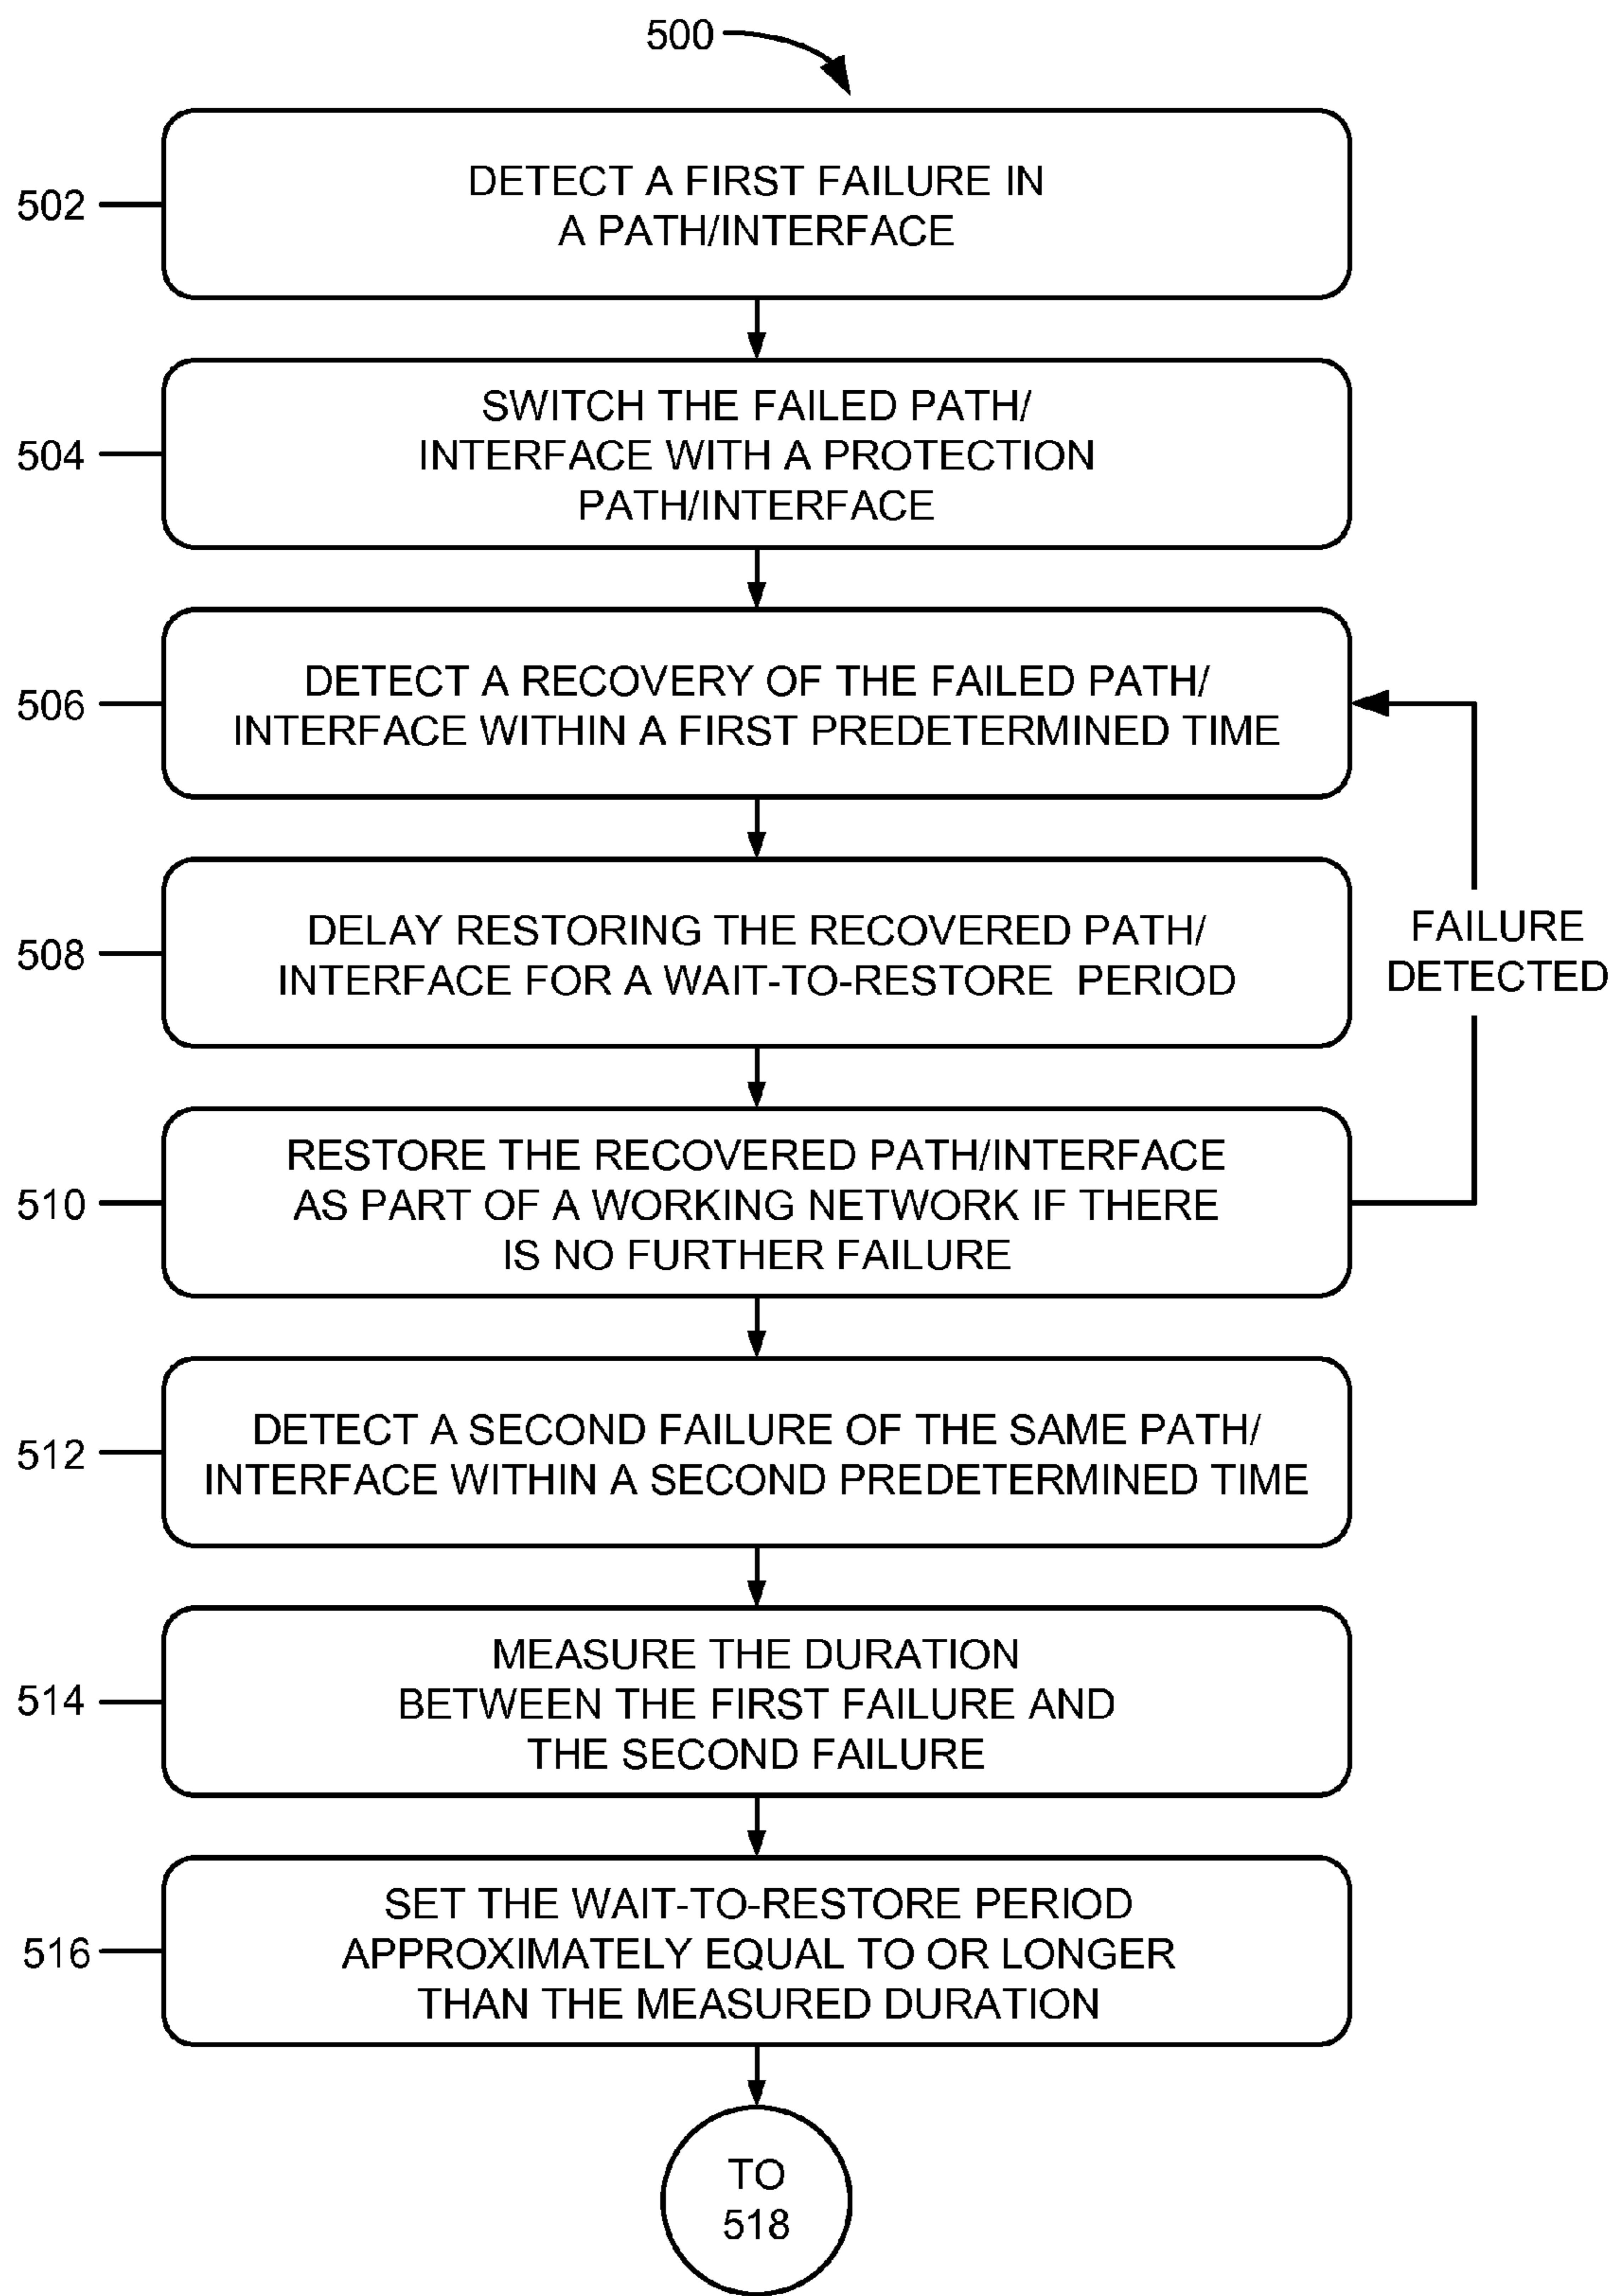 500
502
DETECT A FIRST FAILURE IN
A PATH/INTERFACE
504
SWITCH THE FAILED PATH/
INTERFACE WITH A PROTECTION
PATH/INTERFACE
506
DETECT A RECOVERY OF THE FAILED PATH/
INTERFACE WITHIN A FIRST PREDETERMINED TIME
508
DELAY RESTORING THE RECOVERED PATH/
INTERFACE FOR A WAIT-TO-RESTORE PERIOD
FAILURE
DETECTED
510
RESTORE THE RECOVERED PATH/INTERFACE
AS PART OF A WORKING NETWORK IF THERE
IS NO FURTHER FAILURE
512
DETECT A SECOND FAILURE OF THE SAME PATH/
INTERFACE WITHIN A SECOND PREDETERMINED TIME
514
MEASURE THE DURATION
BETWEEN THE FIRST FAILURE AND
THE SECOND FAILURE
516
SET THE WAIT-TO-RESTORE PERIOD
APPROXIMATELY EQUAL TO OR LONGER
THAN THE MEASURED DURATION
TO
518